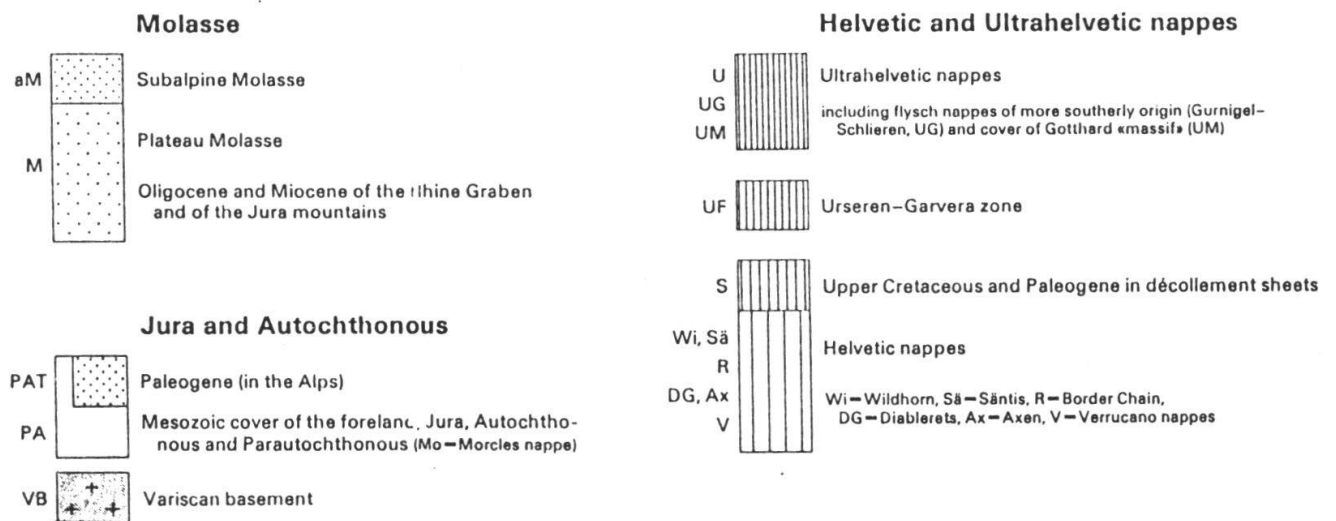 Molasse
aM Subalpine Molasse
Plateau Molasse
M
Oligocene and Miocene of the Rhine Graben
and of the Jura mountains
Jura and Autochthonous
PAT Paleogene (in the Alps)
PA Mesozoic cover of the foreland, Jura, Autochtho-
nous and Parautochthonous (Mo—Morcles nappe)
VB Variscan basement
Helvetic and Ultrahelvetic nappes
U Ultrahelvetic nappes
UG including flysch nappes of more southerly origin (Gurnigel-
UM Schlieren, UG) and cover of Gotthard «massif» (UM)
UF Urseren-Garvera zone
S Upper Cretaceous and Paleogene in décollement sheets
Wi, Sä Helvetic nappes
R
DG, Ax Wi—Wildhorn, Sä—Säntis, R—Border Chain,
V DG—Diablerets, Ax—Axen, V—Verrucano nappes